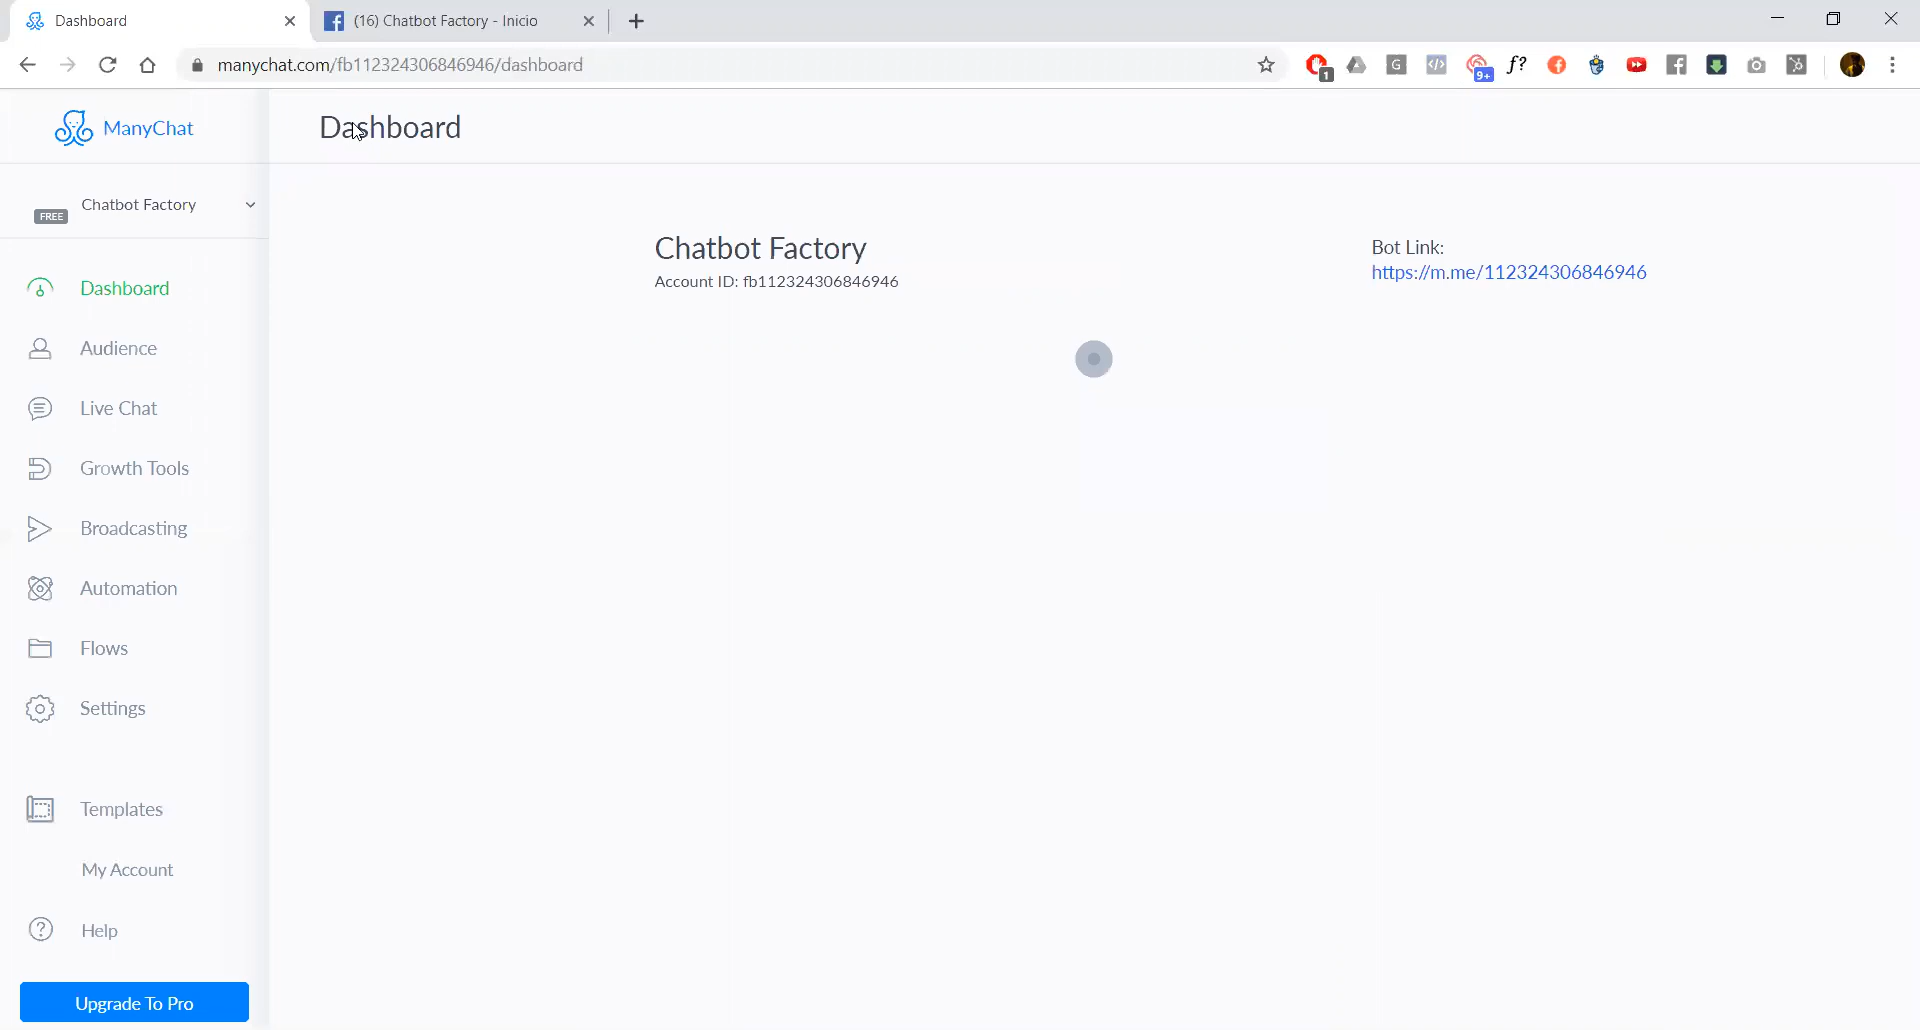 Dashboard
(16) Chatbot Factory - Inicio
manychat.com/fb112324306846946/dashboard
1
G
9+
f?
ManyChat
Dashboard
FREE
Chatbot Factory
Chatbot Factory
Account ID: fb112324306846946
Bot Link:
https://m.me/112324306846946
Dashboard
Audience
Live Chat
Growth Tools
Broadcasting
Automation
Flows
Settings
Templates
My Account
Help
Upgrade To Pro